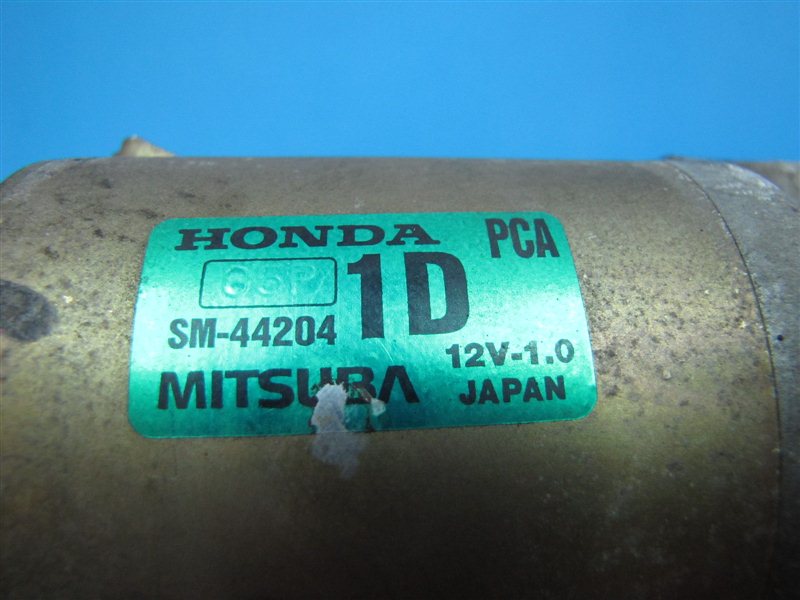 HONDA PCA
1D
SM-44204
12V-1.0
MITSUBA
JAPAN